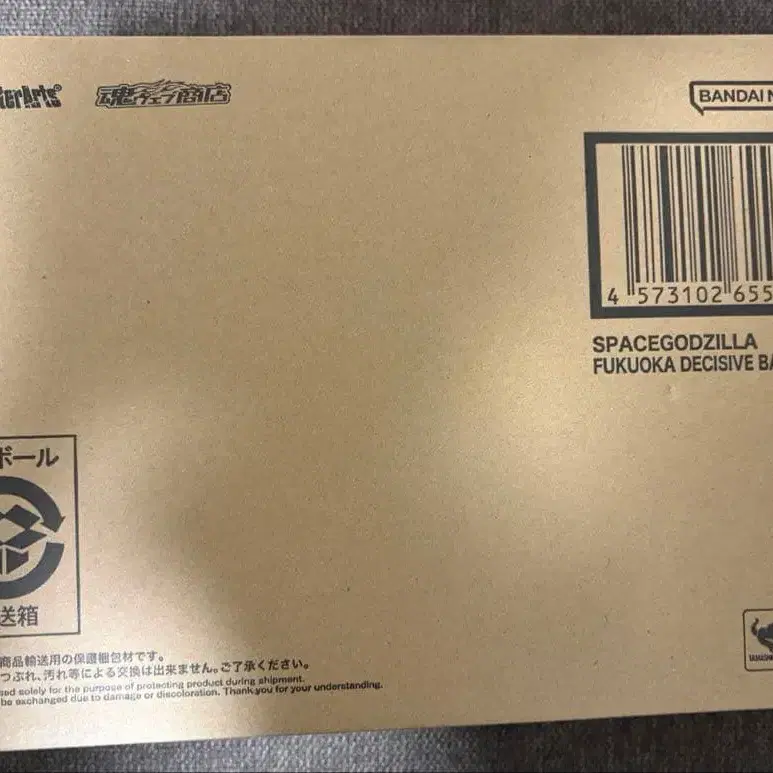 terArts®
魂ウェブ商店
BANDAI N
4 573102 655
SPACEGODZILLA
FUKUOKA DECISIVE BA
ボール
送箱
商品輸送用の保護梱包材です。
つぶれ、汚れ等による交換は出来ません。ご了承ください。
sed solely for the purpose of protecting product during shipment.
be exchanged due to damage or discoloration. Thank you for your understanding.
TAMASHI